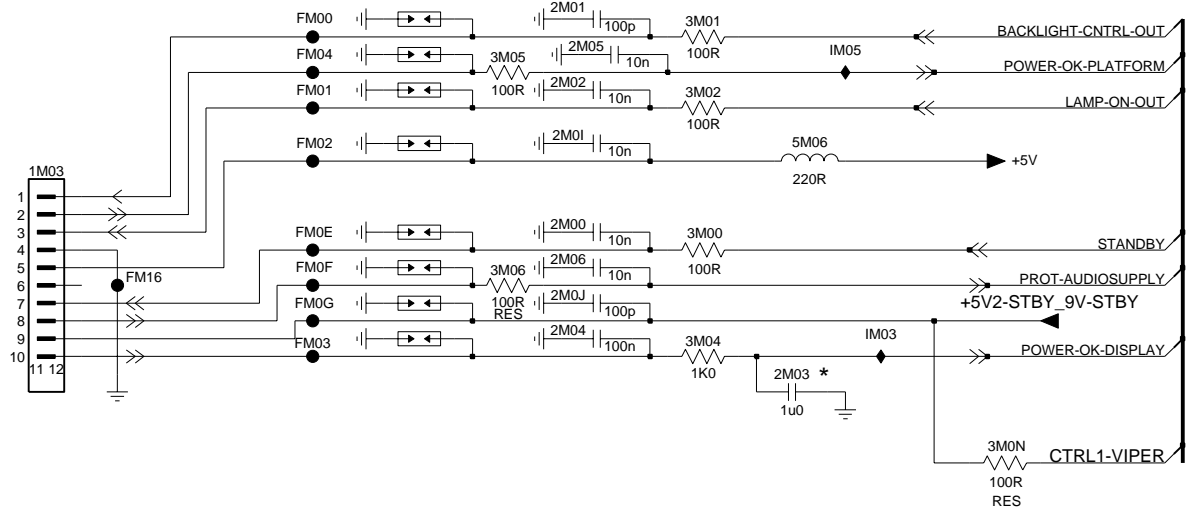 FM00
2M01
100p
3M01
100R
BACKLIGHT-CNTRL-OUT
FM04
3M05
100R
2M05
10n
IM05
POWER-OK-PLATFORM
FM01
2M02
10n
3M02
100R
LAMP-ON-OUT
FM02
2M0I
10n
5M06
220R
+5V
1M03
1
2
3
4
5
6
7
8
9
10
11 12
FM16
FM0E
2M00
10n
3M00
100R
STANDBY
FM0F
3M06
100R
RES
2M06
10n
PROT-AUDIOSUPPLY
FM0G
2M0J
100p
+5V2-STBY_9V-STBY
FM03
2M04
100n
3M04
1K0
IM03
POWER-OK-DISPLAY
2M03 *
1u0
3M0N
100R
RES
CTRL1-VIPER